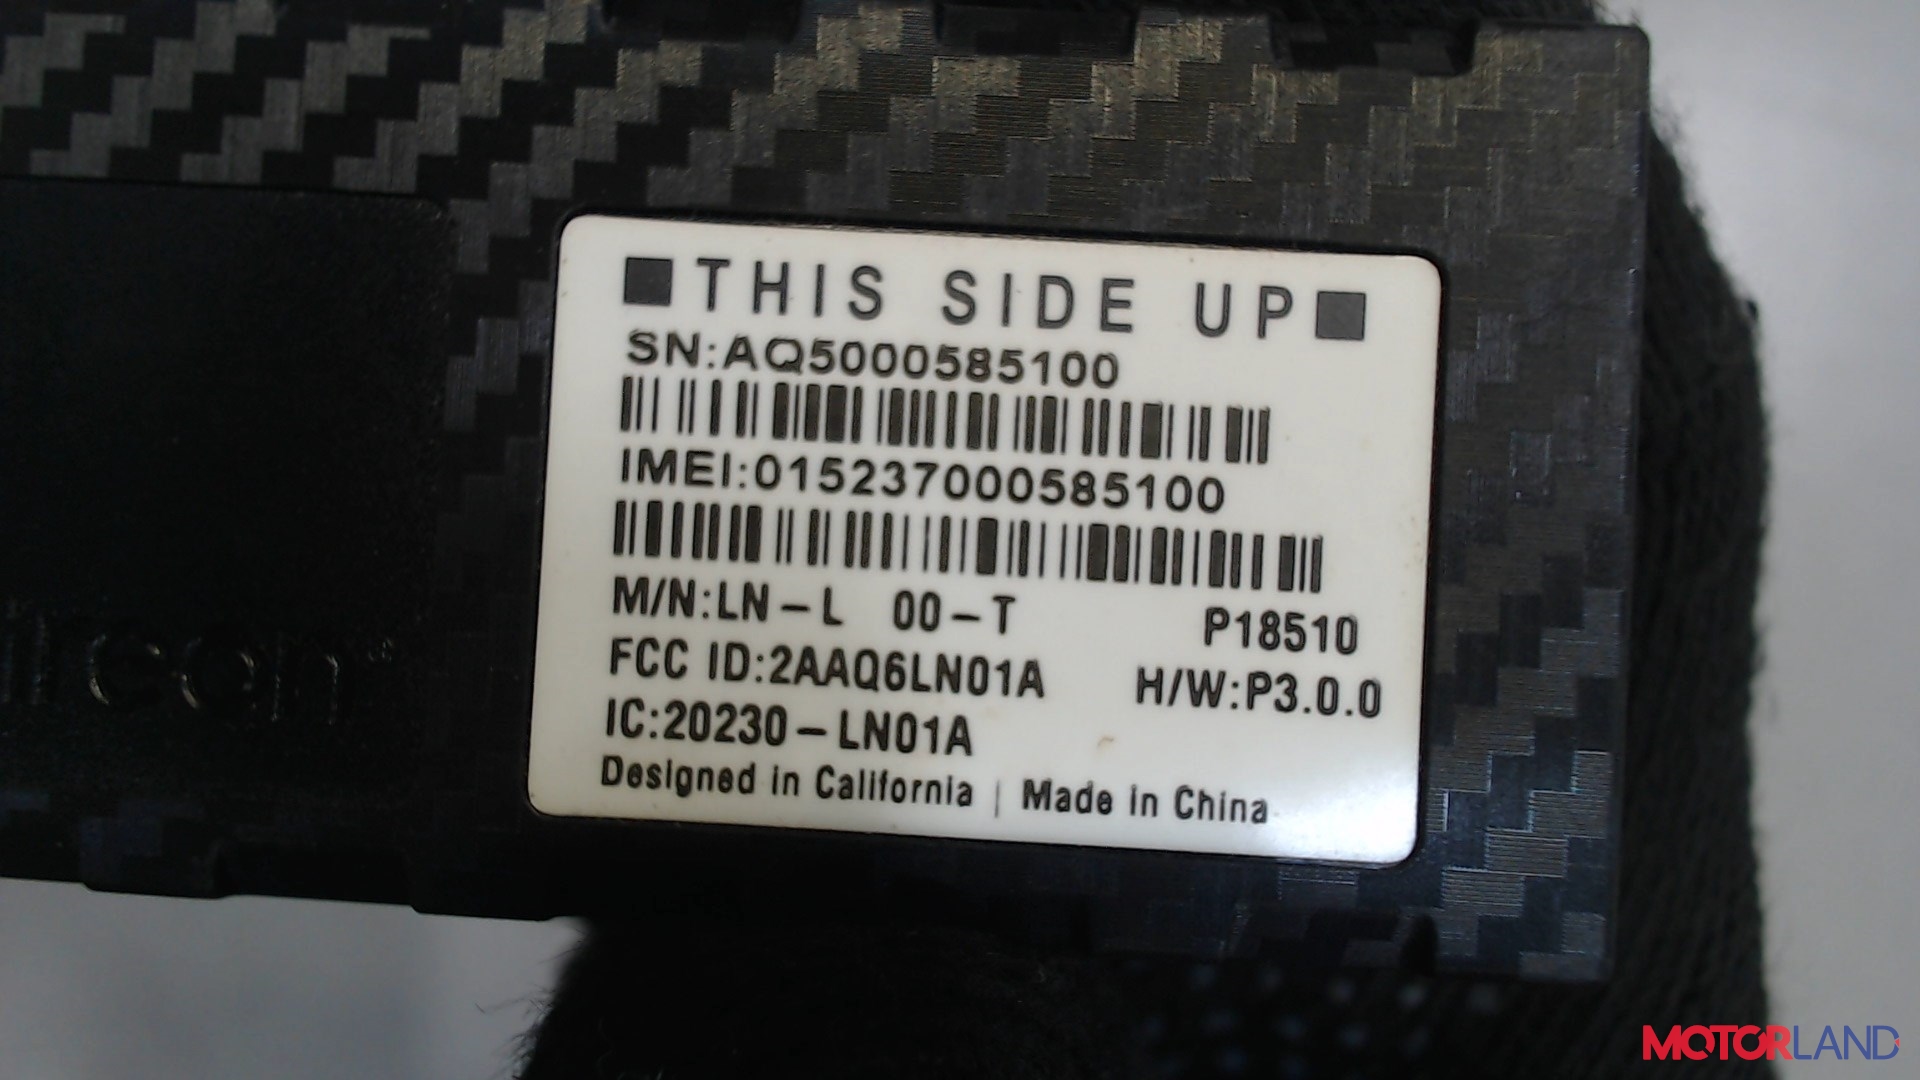 ■THIS SIDE UP■
SN:AQ5000585100
IMEI:015237000585100
M/N:LN-L 00-T P18510
FCC ID:2AAQ6LN01A H/W:P3.0.0
IC:20230-LN01A
Designed in California | Made in China
MOTORLAND